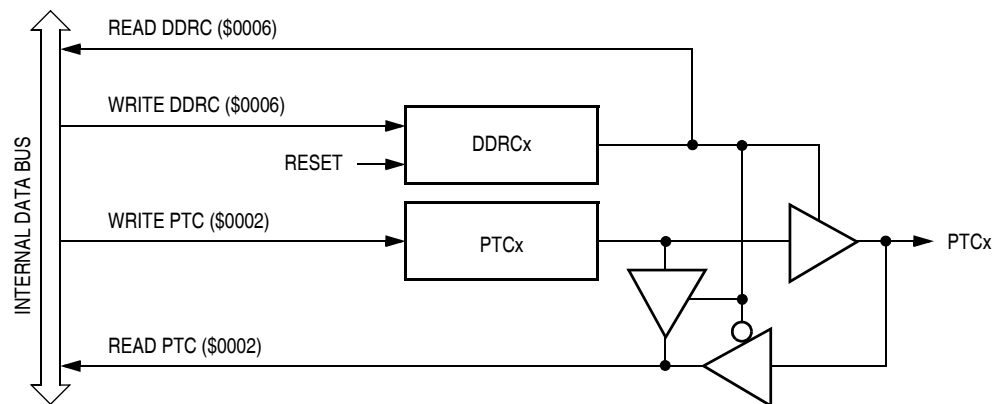 READ DDRC ($0006)
WRITE DDRC ($0006)
DDRCx
RESET
INTERNAL DATA BUS
WRITE PTC ($0002)
PTCx
PTCx
READ PTC ($0002)